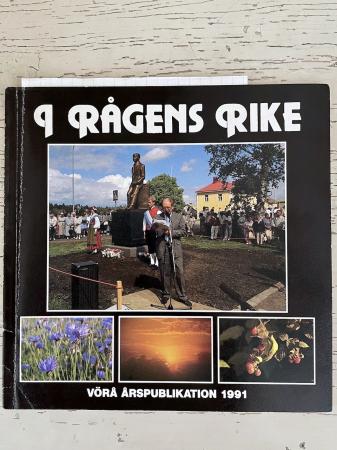 I RÅGENS RIKE
VÖRÅ ÅRSPUBLIKATION 1991